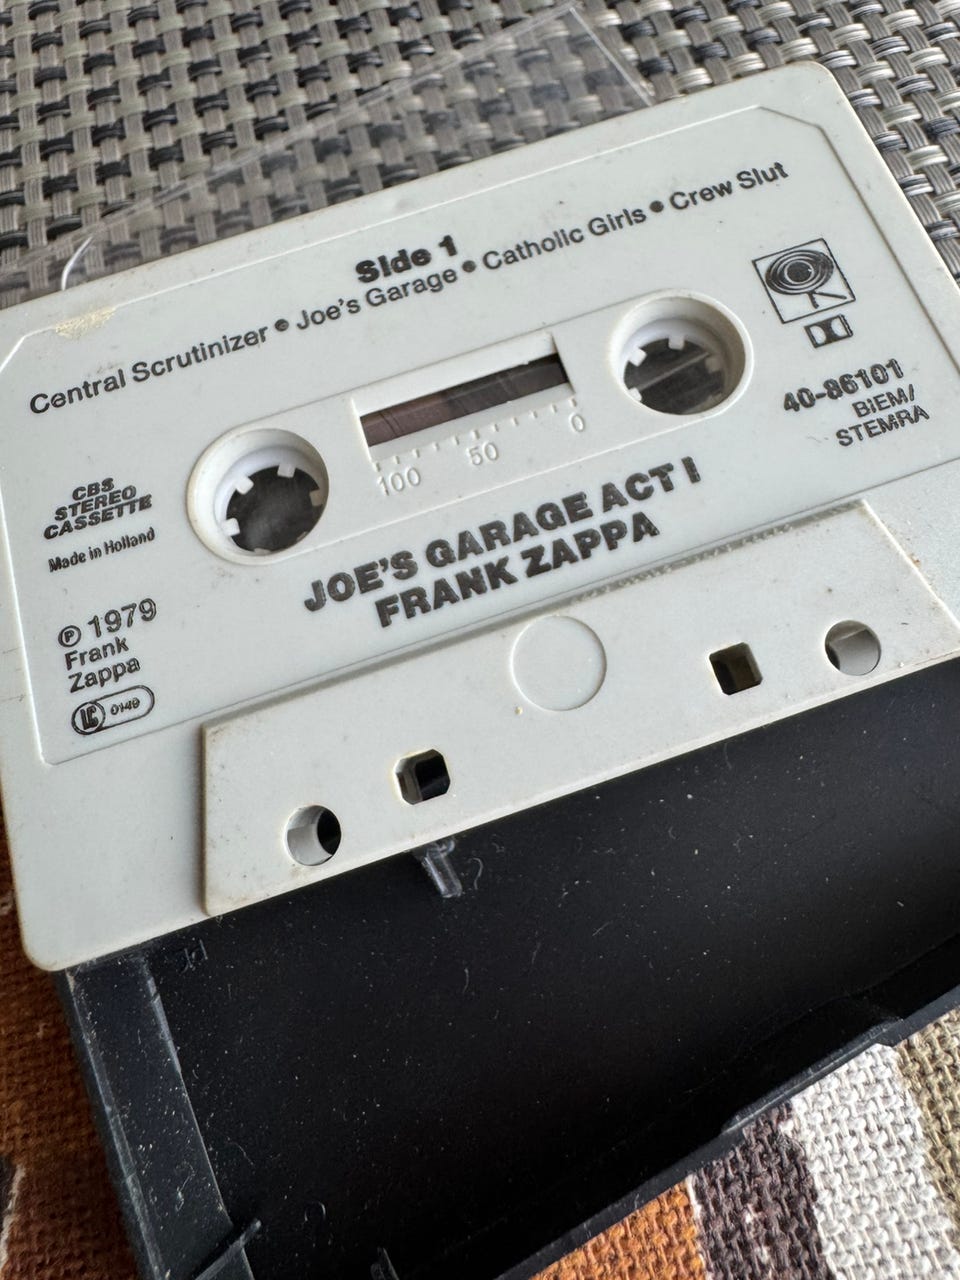 Side 1
Central Scrutinizer • Joe's Garage • Catholic Girls • Crew Slut
100 50 0
40-86101
BIEM/
STEMRA
CBS
STEREO
CASSETTE
Made in Holland
JOE'S GARAGE ACT I
FRANK ZAPPA
℗ 1979
Frank
Zappa
LC 0149